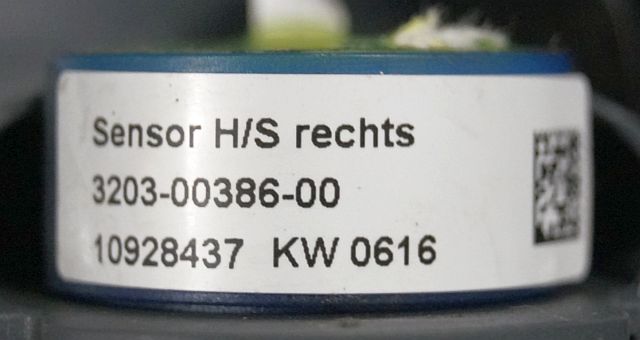 Sensor H/S rechts
3203-00386-00
10928437 KW 0616